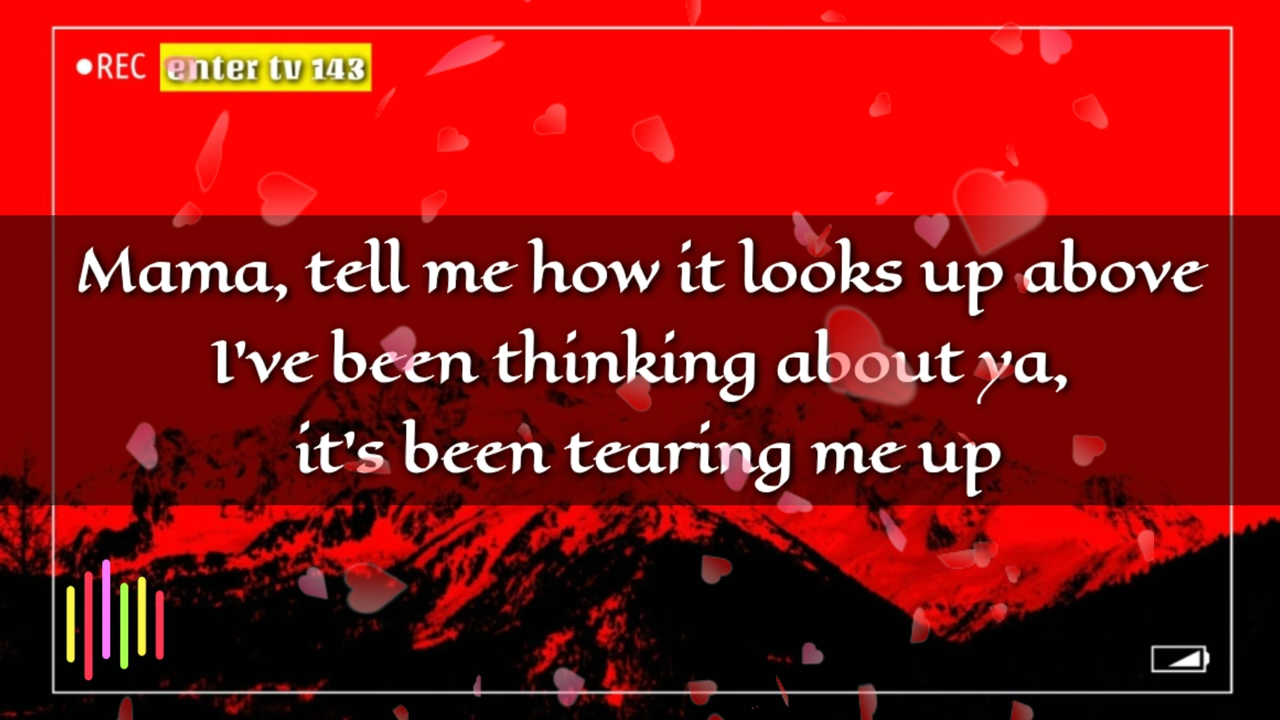 REC enter tv 143
Mama, tell me how it looks up above
I've been thinking about ya,
it's been tearing me up